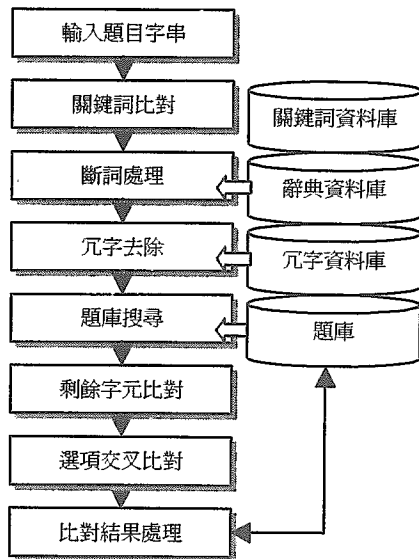 輸入題目字串
關鍵詞比對
關鍵詞資料庫
斷詞處理
辭典資料庫
冗字去除
冗字資料庫
題庫搜尋
題庫
剩餘字元比對
選項交叉比對
比對結果處理